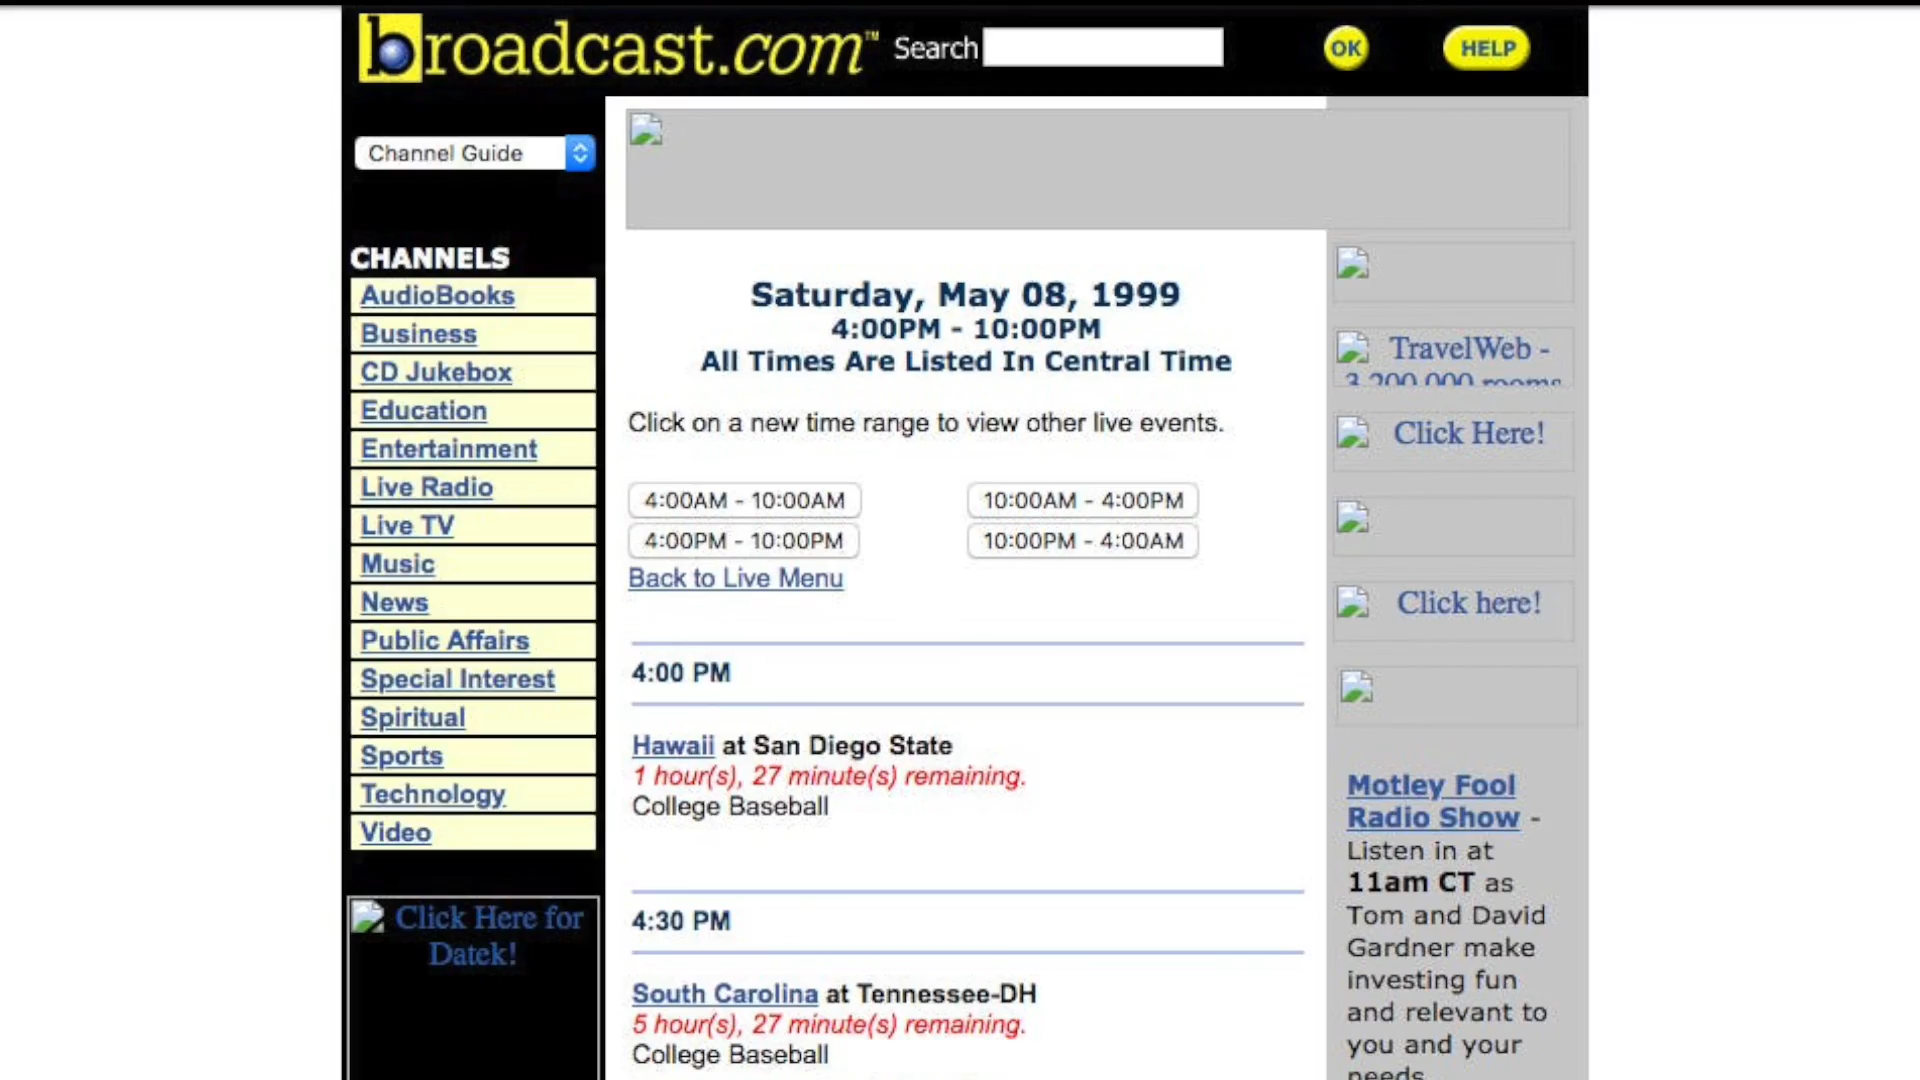 broadcast.com™ Search OK HELP
Channel Guide
CHANNELS
AudioBooks
Business
CD Jukebox
Education
Entertainment
Live Radio
Live TV
Music
News
Public Affairs
Special Interest
Spiritual
Sports
Technology
Video
Click Here for
Datek!
Saturday, May 08, 1999
4:00PM - 10:00PM
All Times Are Listed In Central Time
Click on a new time range to view other live events.
4:00AM - 10:00AM 10:00AM - 4:00PM
4:00PM - 10:00PM 10:00PM - 4:00AM
Back to Live Menu
4:00 PM
Hawaii at San Diego State
1 hour(s), 27 minute(s) remaining.
College Baseball
4:30 PM
South Carolina at Tennessee-DH
5 hour(s), 27 minute(s) remaining.
College Baseball
TravelWeb -
3,200,000 rooms
Click Here!
Click here!
Motley Fool
Radio Show -
Listen in at
11am CT as
Tom and David
Gardner make
investing fun
and relevant to
you and your
needs.